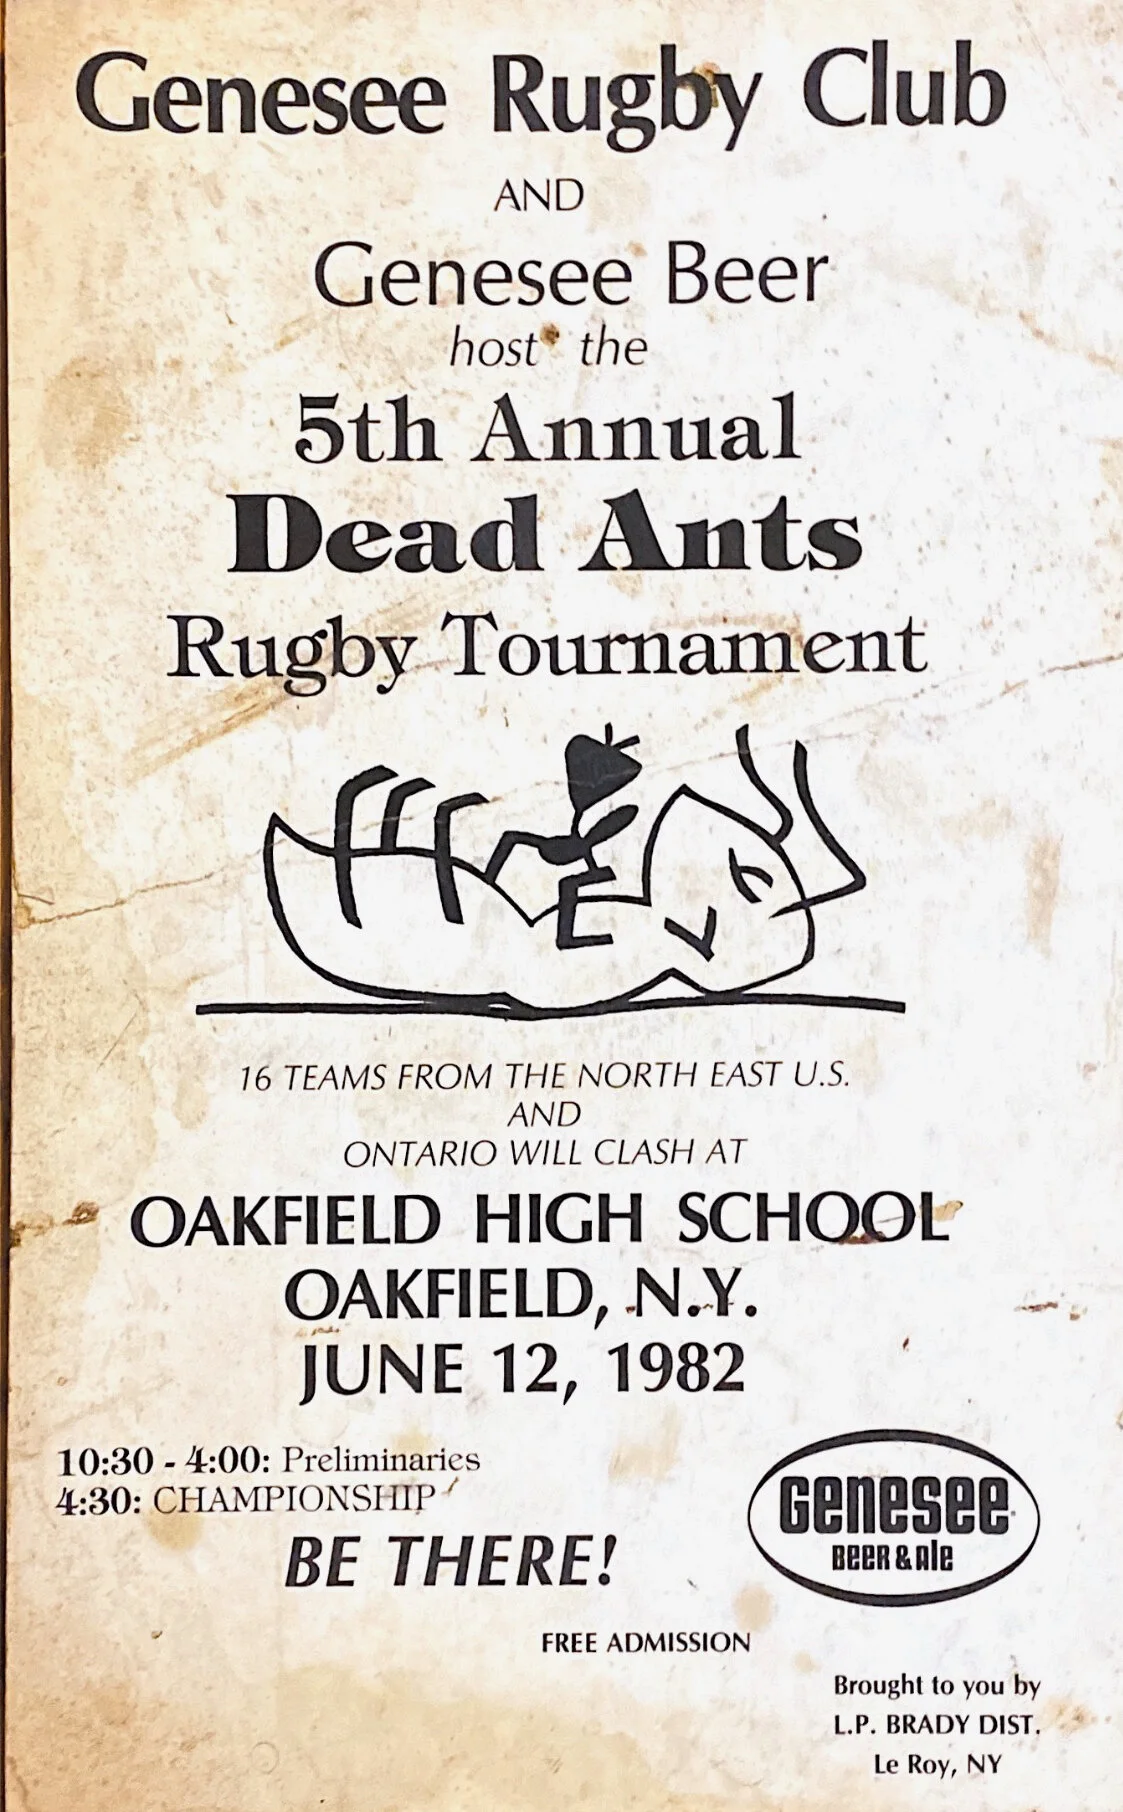 Genesee Rugby Club
AND
Genesee Beer
host the
5th Annual
Dead Ants
Rugby Tournament
16 TEAMS FROM THE NORTH EAST U.S.
AND
ONTARIO WILL CLASH AT
OAKFIELD HIGH SCHOOL
OAKFIELD, N.Y.
JUNE 12, 1982
10:30 - 4:00: Preliminaries
4:30: CHAMPIONSHIP
BE THERE!
GENESEE
BEER & ALE
FREE ADMISSION
Brought to you by
L.P. BRADY DIST.
Le Roy, NY